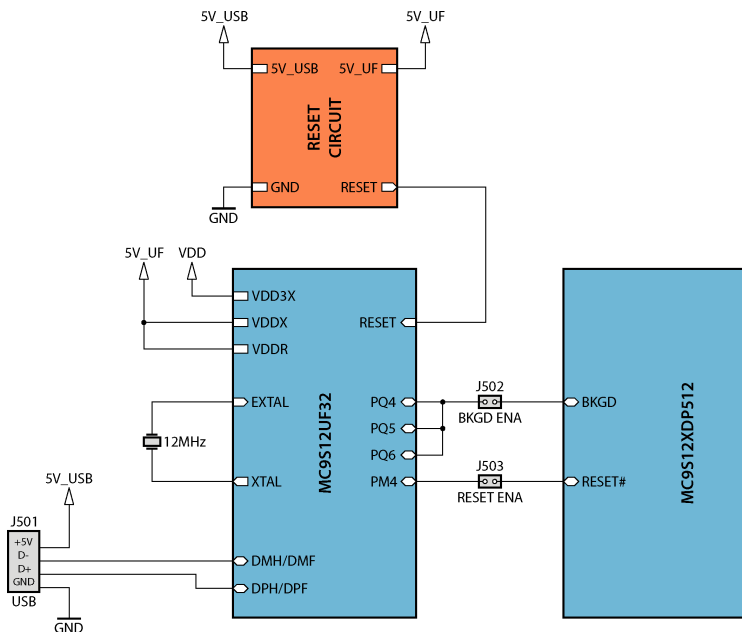 5V_USB
5V_UF
5V_USB
5V_UF
RESET
CIRCUIT
GND
RESET
GND
5V_UF
VDD
VDD3X
VDDX
RESET
VDDR
MC9S12UF32
MC9S12XDP512
EXTAL
PQ4
J502
BKGD ENA
BKGD
PQ5
12MHz
PQ6
XTAL
PM4
J503
RESET ENA
RESET#
5V_USB
J501
+5V
D-
D+
GND
USB
GND
DMH/DMF
DPH/DPF